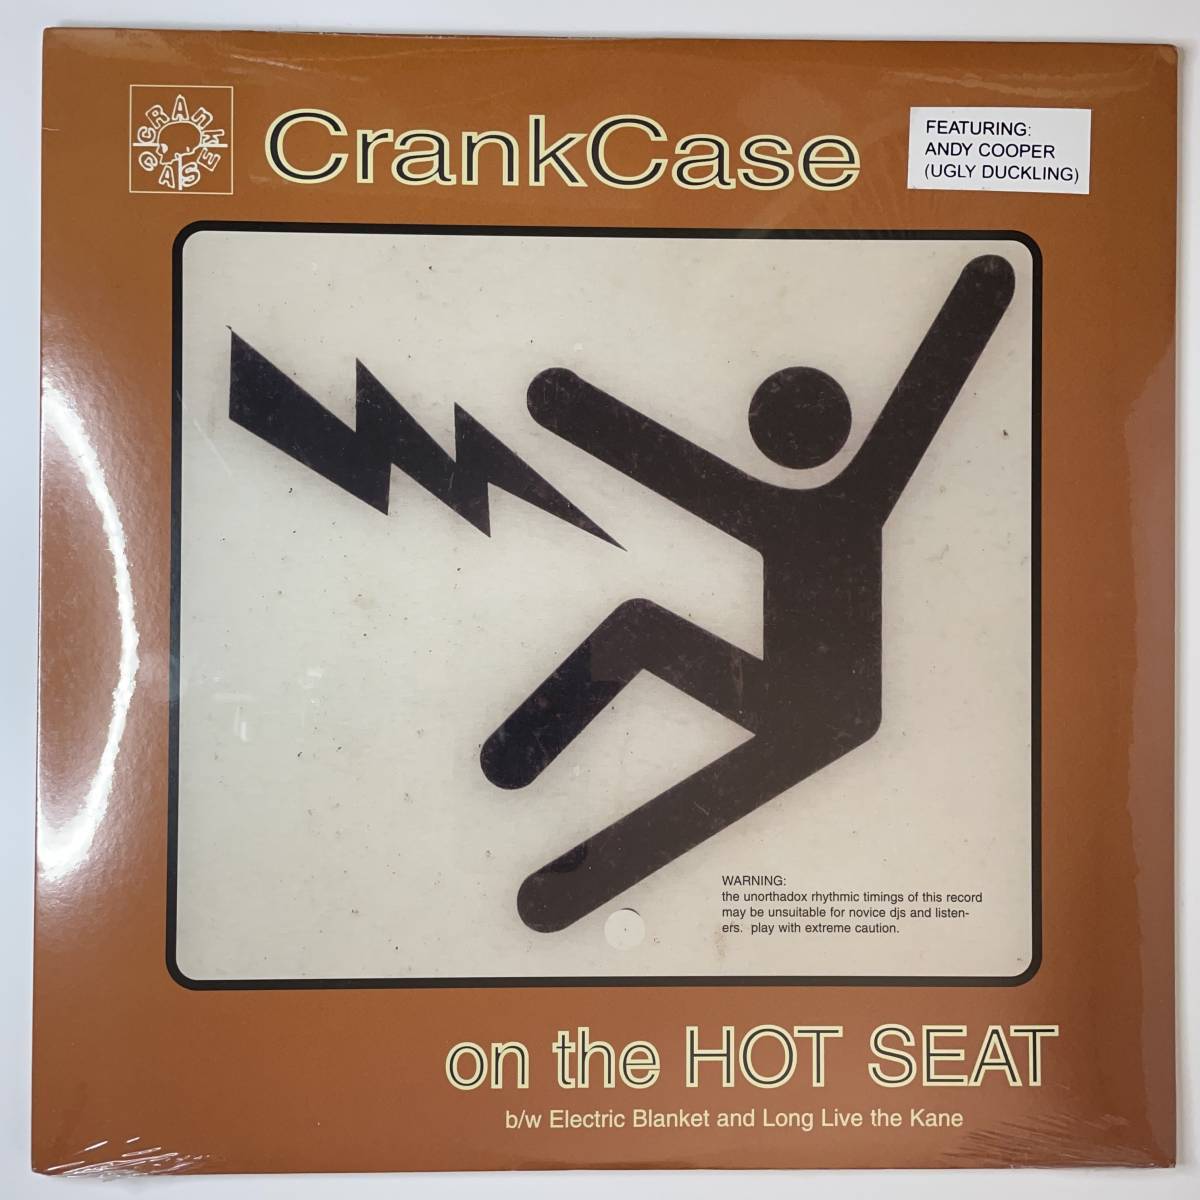 CRANKCASE
CrankCase
FEATURING:
ANDY COOPER
(UGLY DUCKLING)
WARNING:
the unorthadox rhythmic timings of this record
may be unsuitable for novice djs and listen-
ers. play with extreme caution.
on the HOT SEAT
b/w Electric Blanket and Long Live the Kane